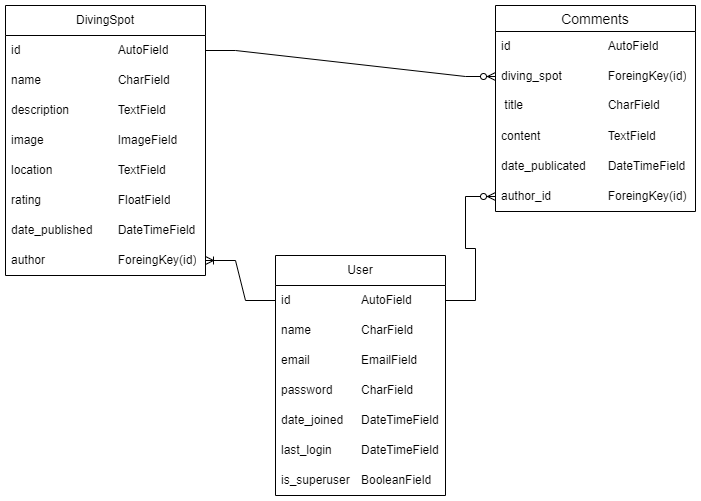 DivingSpot
id AutoField
name CharField
description TextField
image ImageField
location TextField
rating FloatField
date_published DateTimeField
author ForeingKey(id)
Comments
id AutoField
diving_spot ForeingKey(id)
title CharField
content TextField
date_publicated DateTimeField
author_id ForeingKey(id)
User
id AutoField
name CharField
email EmailField
password CharField
date_joined DateTimeField
last_login DateTimeField
is_superuser BooleanField